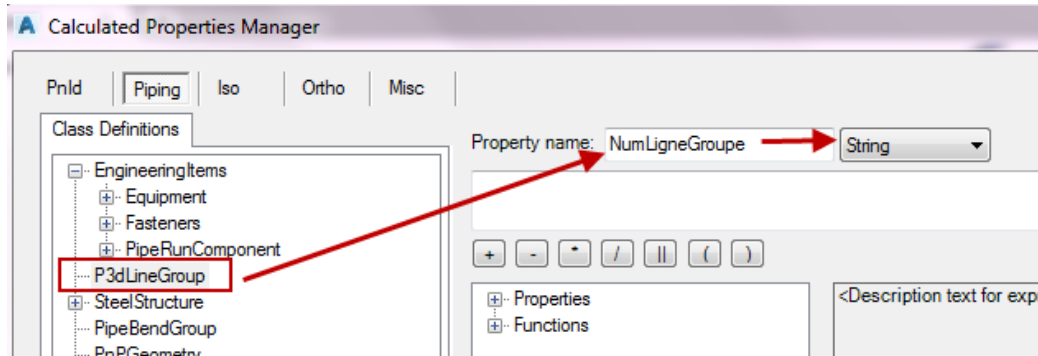 Calculated Properties Manager
PnId Piping Iso Ortho Misc
Class Definitions
Property name: NumLigneGroupe String
EngineeringItems
Equipment
Fasteners
PipeRunComponent
P3dLineGroup
SteelStructure
PipeBendGroup
PnPGeometry
+ - * / || ( )
Properties
Functions
<Description text for exp